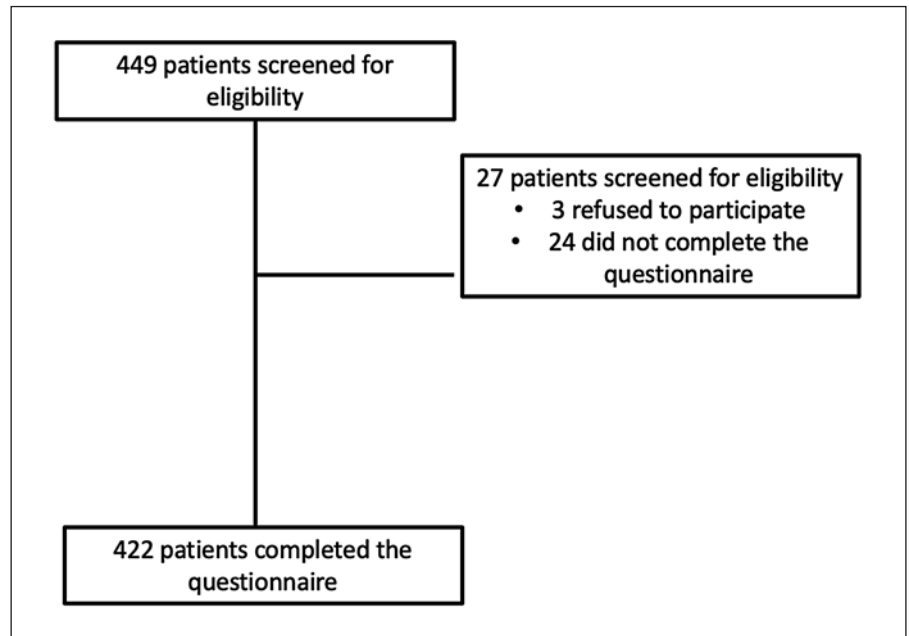 449 patients screened for
eligibility
27 patients screened for eligibility
• 3 refused to participate
• 24 did not complete the
questionnaire
422 patients completed the
questionnaire